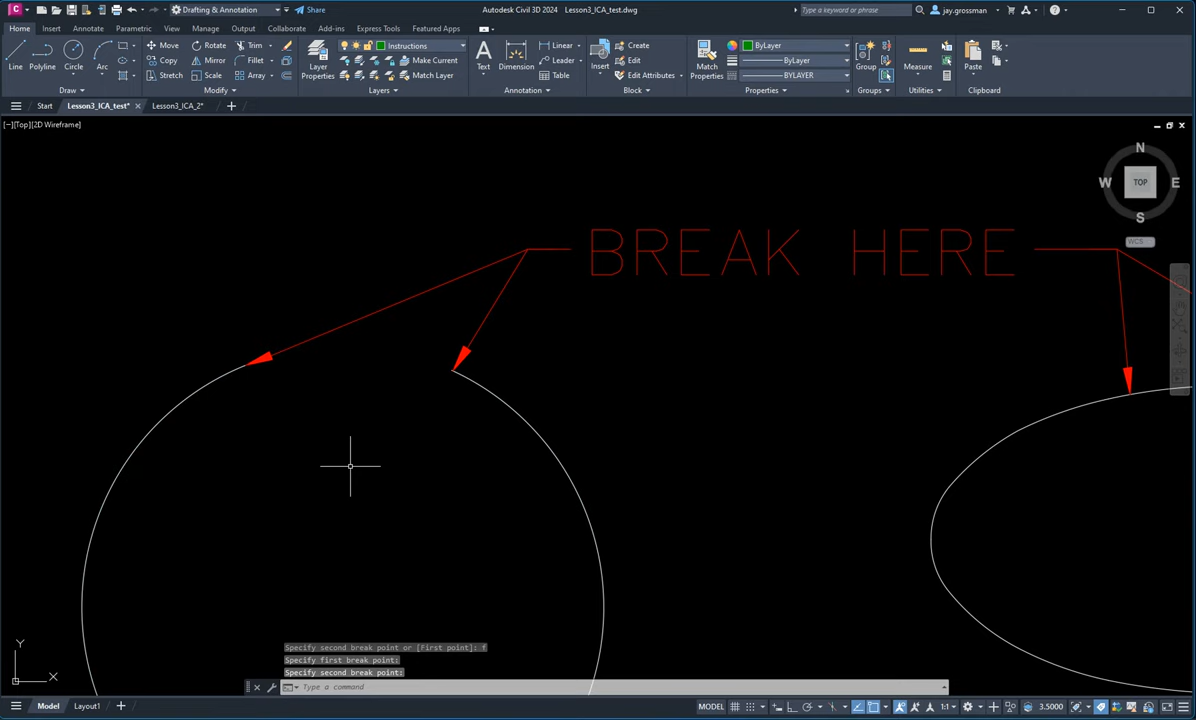 Drafting & Annotation
Share
Autodesk Civil 3D 2024 Lesson3_ICA_test.dwg
Type a keyword or phrase
jay.grossman
Home Insert Annotate Parametric View Manage Output Collaborate Add-ins Express Tools Featured Apps
Line Polyline Circle Arc
Move Rotate Trim
Copy Mirror Fillet
Stretch Scale Array
Layer Properties
Instructions
Make Current
Match Layer
Text Dimension
Linear
Leader
Table
Insert
Create
Edit
Edit Attributes
Match Properties
ByLayer
ByLayer
BYLAYER
Group
Measure
Paste
Draw Modify Layers Annotation Block Properties Groups Utilities Clipboard
Start Lesson3_ICA_test* Lesson3_ICA_2*
[−][Top][2D Wireframe]
N
W TOP E
S
WCS
BREAK HERE
Y
X
Specify second break point or [First point]: f
Specify first break point:
Specify second break point:
Type a command
Model Layout1
MODEL 1:1 3.5000